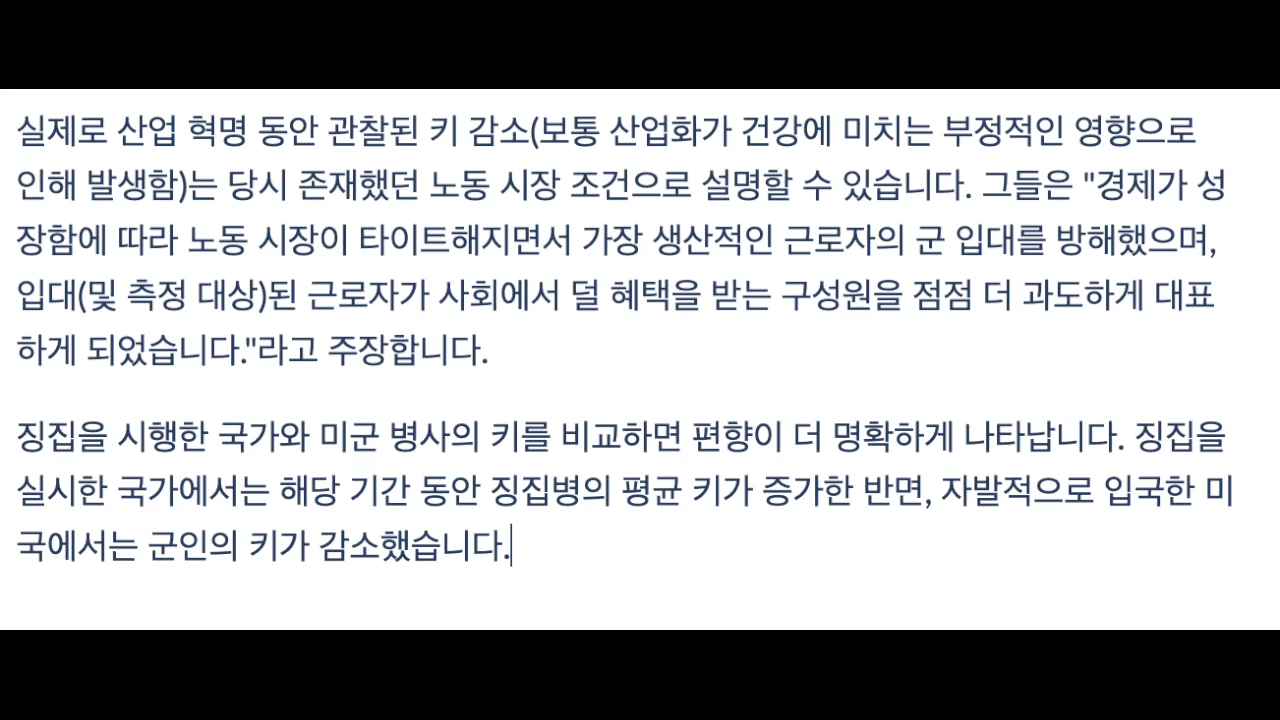 실제로 산업 혁명 동안 관찰된 키 감소(보통 산업화가 건강에 미치는 부정적인 영향으로
인해 발생함)는 당시 존재했던 노동 시장 조건으로 설명할 수 있습니다. 그들은 "경제가 성
장함에 따라 노동 시장이 타이트해지면서 가장 생산적인 근로자의 군 입대를 방해했으며,
입대(및 측정 대상)된 근로자가 사회에서 덜 혜택을 받는 구성원을 점점 더 과도하게 대표
하게 되었습니다."라고 주장합니다.
징집을 시행한 국가와 미군 병사의 키를 비교하면 편향이 더 명확하게 나타납니다. 징집을
실시한 국가에서는 해당 기간 동안 징집병의 평균 키가 증가한 반면, 자발적으로 입국한 미
국에서는 군인의 키가 감소했습니다.